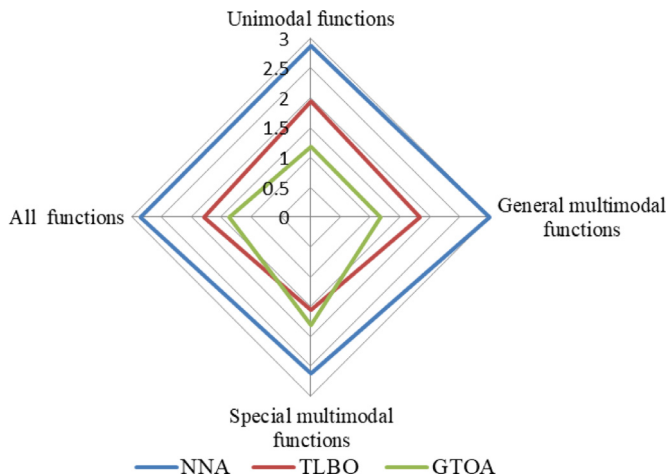 Unimodal functions
3
2.5
2
1.5
1
0.5
0
All functions
General multimodal
functions
Special multimodal
functions
NNA TLBO GTOA